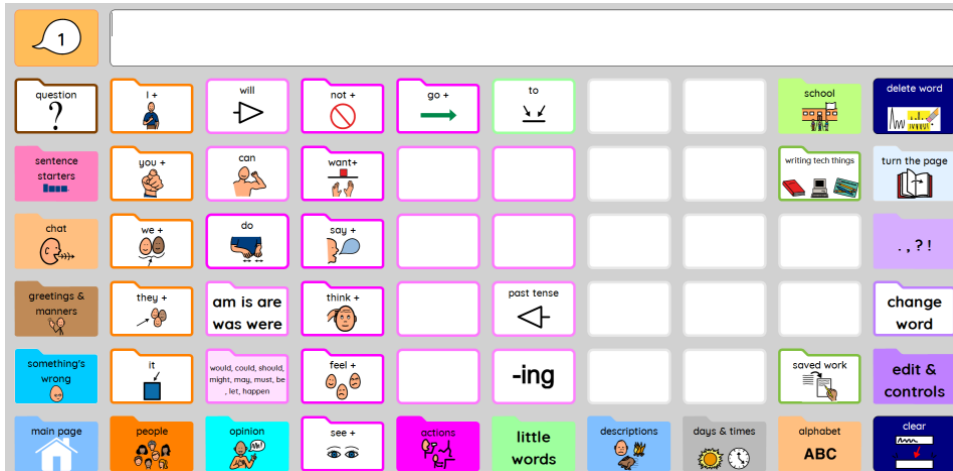 1
question
?
I +
will
not +
go +
to
school
delete word
sentence
starters
you +
can
want+
writing tech things
turn the page
chat
we +
do
say +
. , ? !
greetings &
manners
they +
am is are
was were
think +
past tense
change
word
something's
wrong
it
would, could, should,
might, may, must, be
, let, happen
feel +
-ing
saved work
edit &
controls
main page
people
opinion
see +
actions
little
words
descriptions
days & times
alphabet
ABC
clear